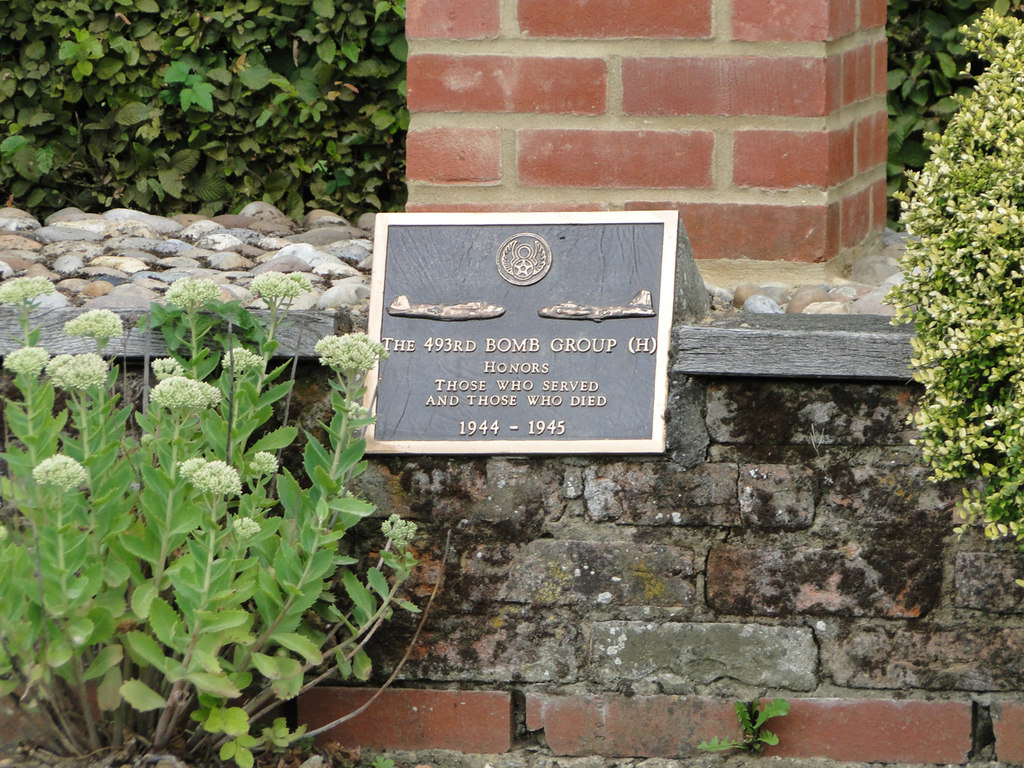 THE 493RD BOMB GROUP (H)
HONORS
THOSE WHO SERVED
AND THOSE WHO DIED
1944 - 1945